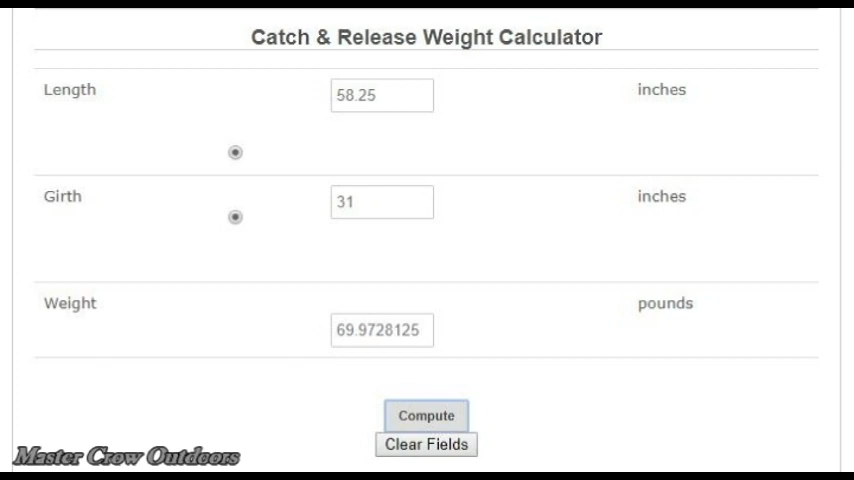 Catch & Release Weight Calculator
Length 58.25 inches
Girth 31 inches
Weight pounds
69.9728125
Compute
Clear Fields
Master Crow Outdoors